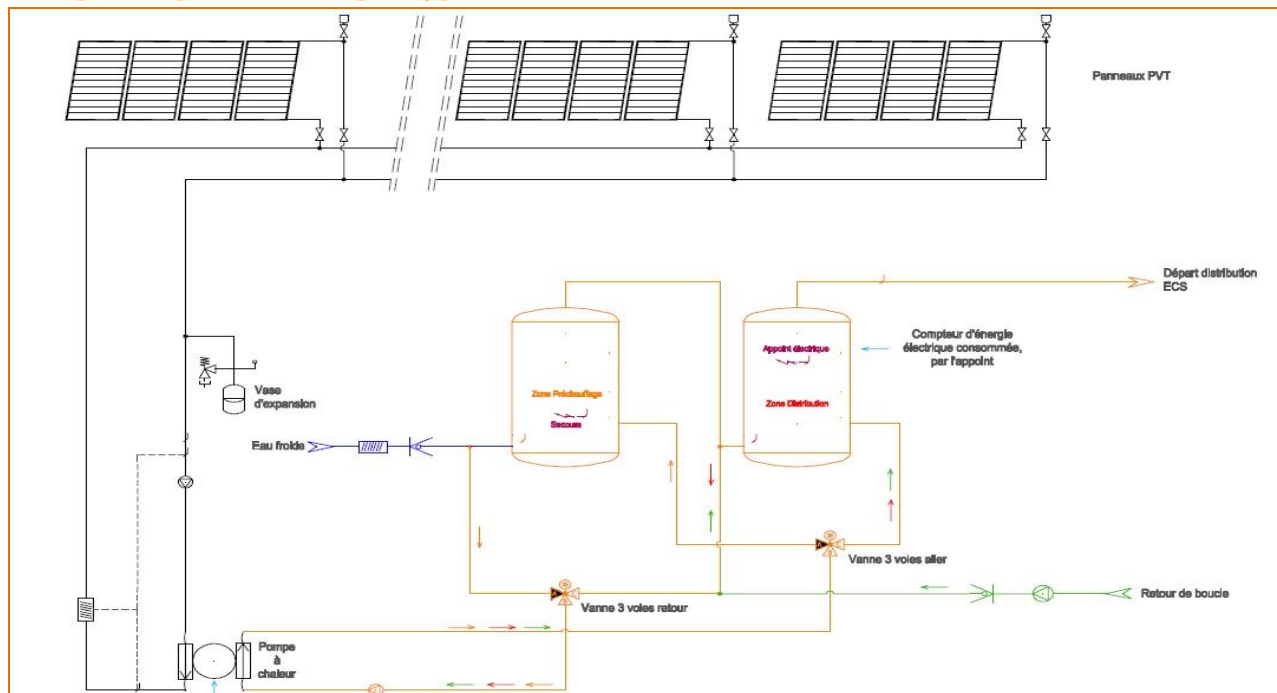 Panneaux PVT
Départ distribution
ECS
Appoint électrique
Compteur d'énergie
électrique consommée,
par l'appoint
Zone Préchauffage
Zone Distribution
Secours
Vase
d'expansion
Eau froide
Vanne 3 voies aller
Vanne 3 voies retour
Retour de boucle
Pompe
à
chaleur